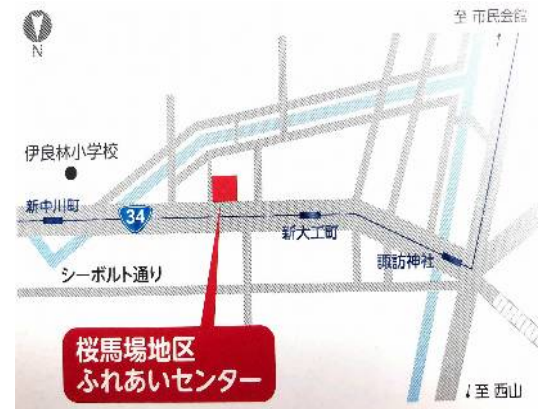 至 市民会館
N
伊良林小学校
新中川町
34
新大工町
諏訪神社
シーボルト通り
桜馬場地区
ふれあいセンター
至 西山